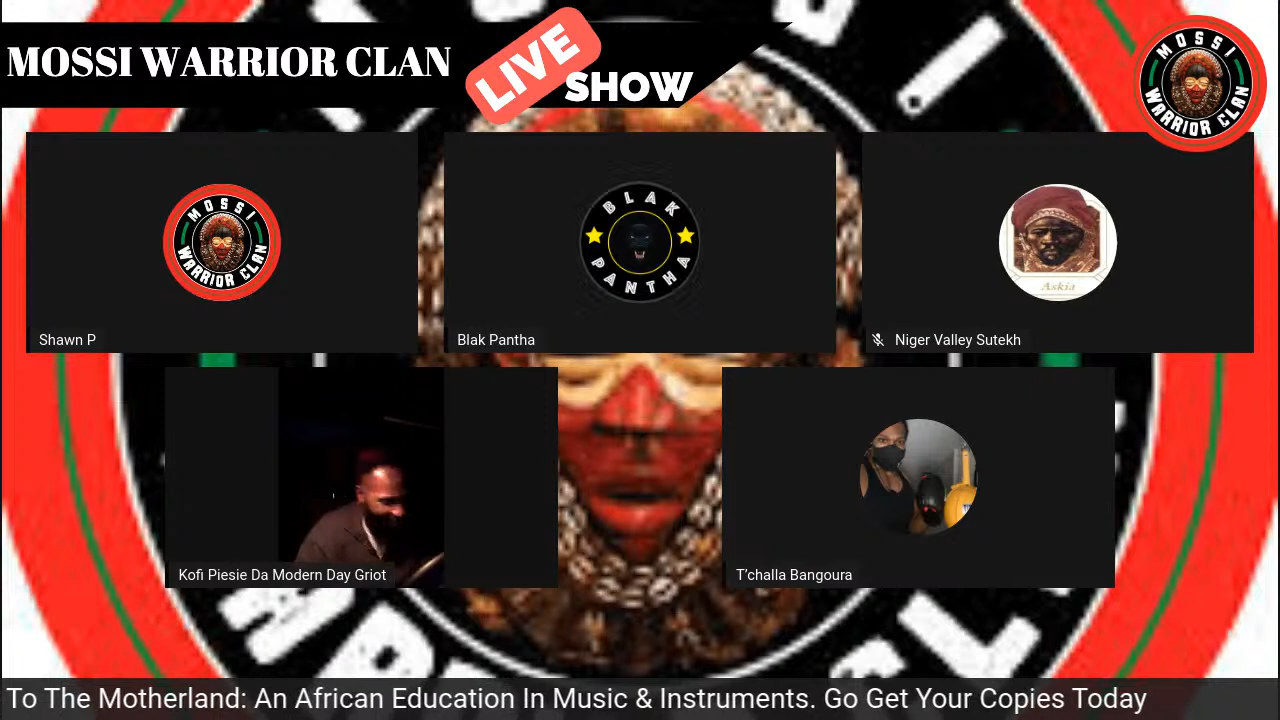 MOSSI WARRIOR CLAN
LIVE
SHOW
MOSSI
WARRIOR CLAN
MOSSI
WARRIOR CLAN
Shawn P
BLAK
PANTHA
Blak Pantha
Askia
Niger Valley Sutekh
Kofi Piesie Da Modern Day Griot
T'challa Bangoura
To The Motherland: An African Education In Music & Instruments. Go Get Your Copies Today